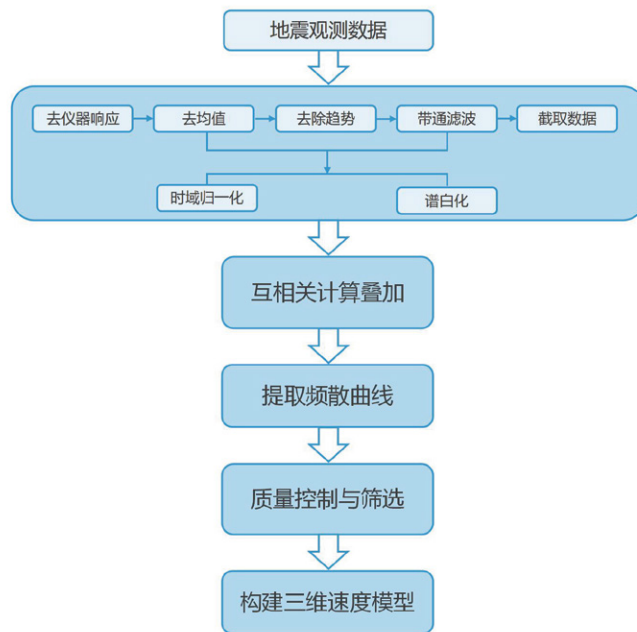 地震观测数据
去仪器响应
去均值
去除趋势
带通滤波
截取数据
时域归一化
谱白化
互相关计算叠加
提取频散曲线
质量控制与筛选
构建三维速度模型